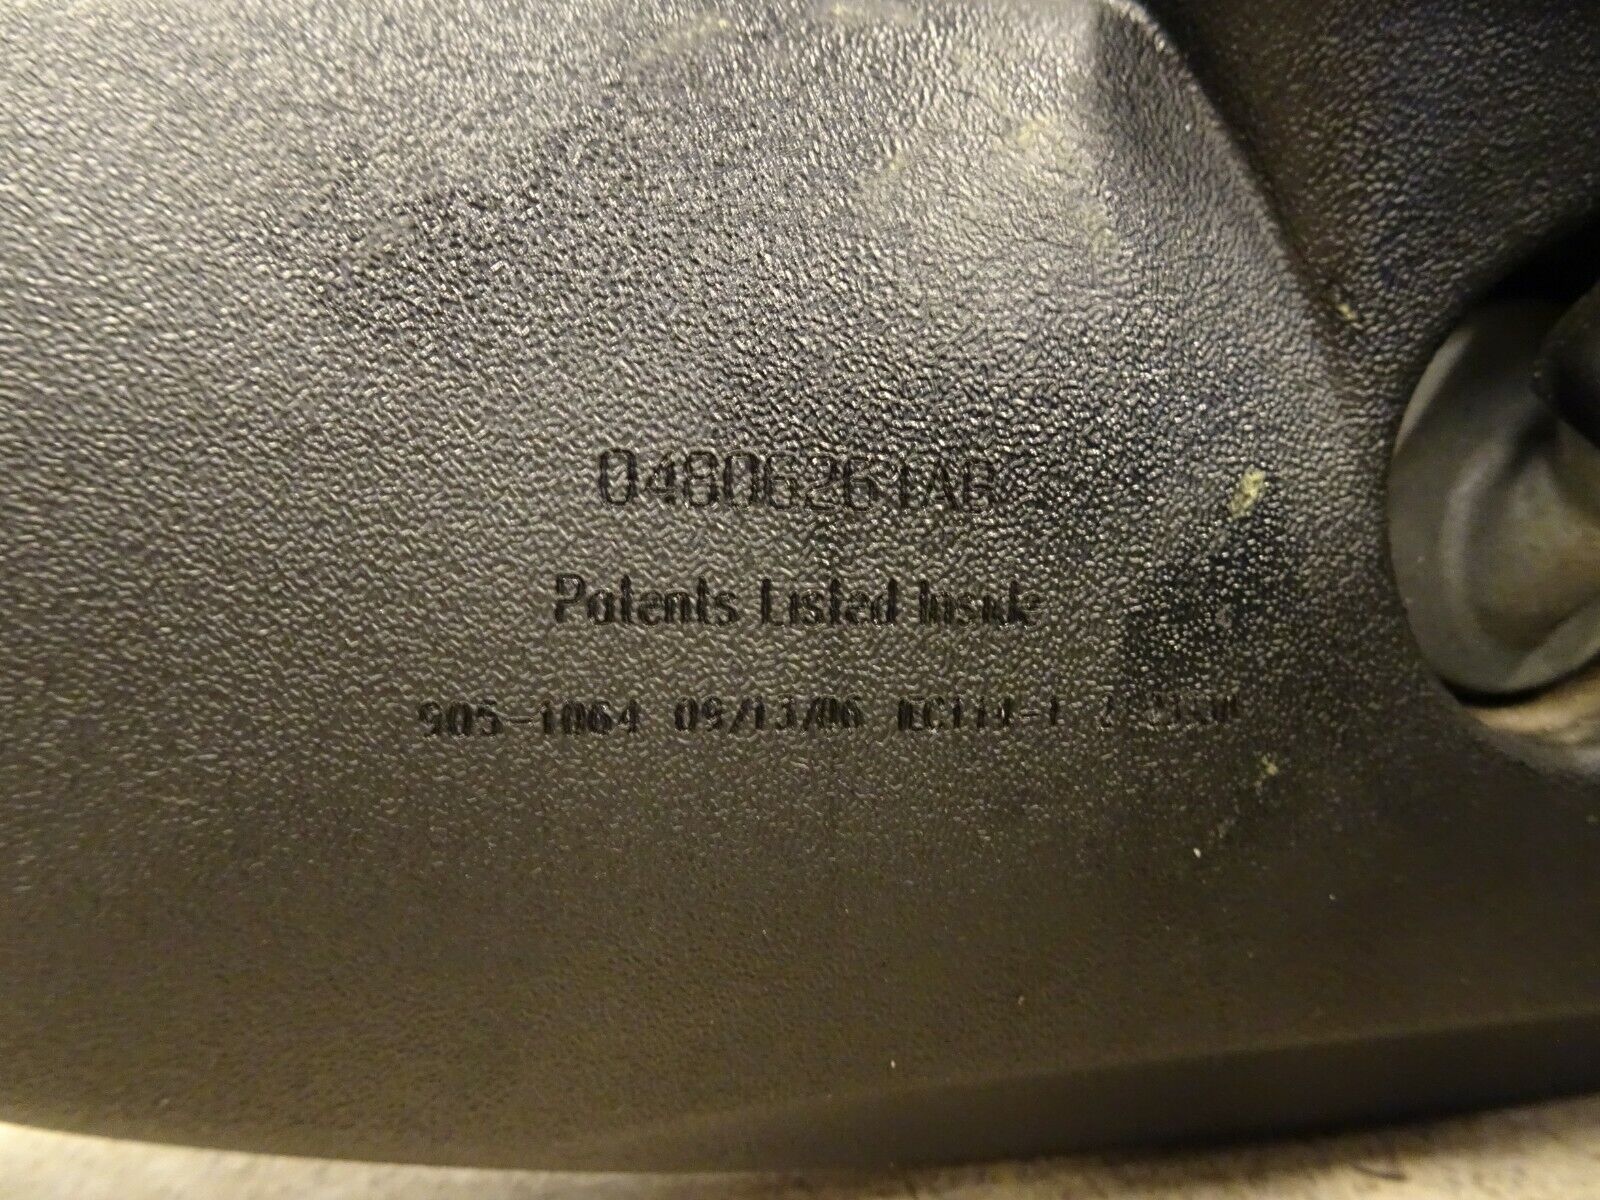 04806261AB
Patents Listed Inside
905-1064 09/13/06